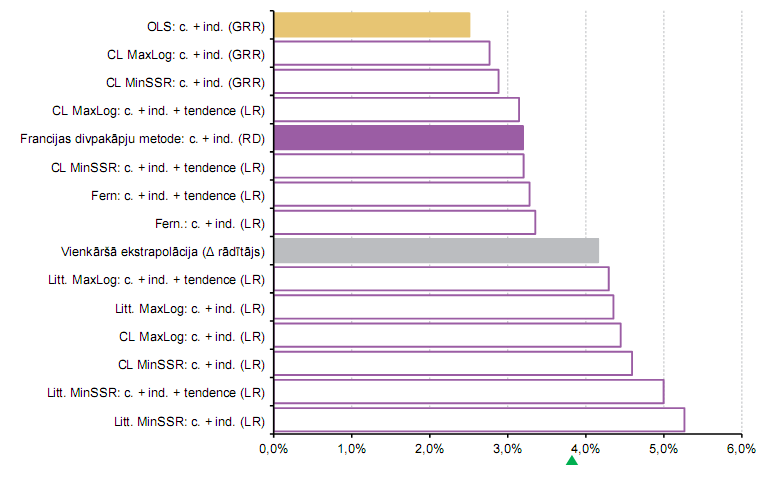 OLS: c. + ind. (GRR)
CL MaxLog: c. + ind. (GRR)
CL MinSSR: c. + ind. (GRR)
CL MaxLog: c. + ind. + tendence (LR)
Francijas divpakāpju metode: c. + ind. (RD)
CL MinSSR: c. + ind. + tendence (LR)
Fern: c. + ind. + tendence (LR)
Fern.: c. + ind. (LR)
Vienkāršā ekstrapolācija (Δ rādītājs)
Litt. MaxLog: c. + ind. + tendence (LR)
Litt. MaxLog: c. + ind. (LR)
CL MaxLog: c. + ind. (LR)
CL MinSSR: c. + ind. (LR)
Litt. MinSSR: c. + ind. + tendence (LR)
Litt. MinSSR: c. + ind. (LR)
0,0% 1,0% 2,0% 3,0% 4,0% 5,0% 6,0%